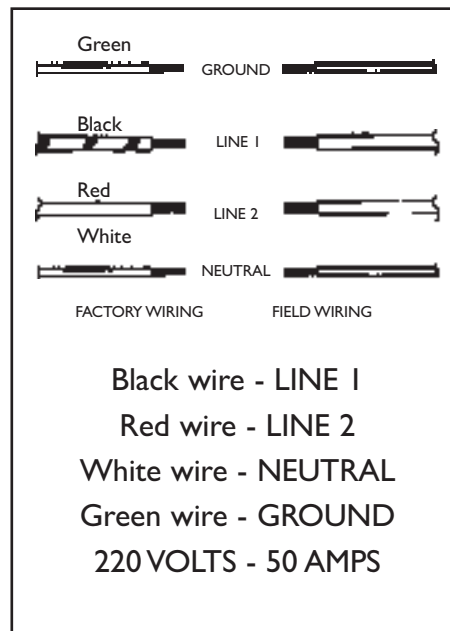 Green
GROUND
Black
LINE 1
Red
LINE 2
White
NEUTRAL
FACTORY WIRING FIELD WIRING
Black wire - LINE 1
Red wire - LINE 2
White wire - NEUTRAL
Green wire - GROUND
220 VOLTS - 50 AMPS